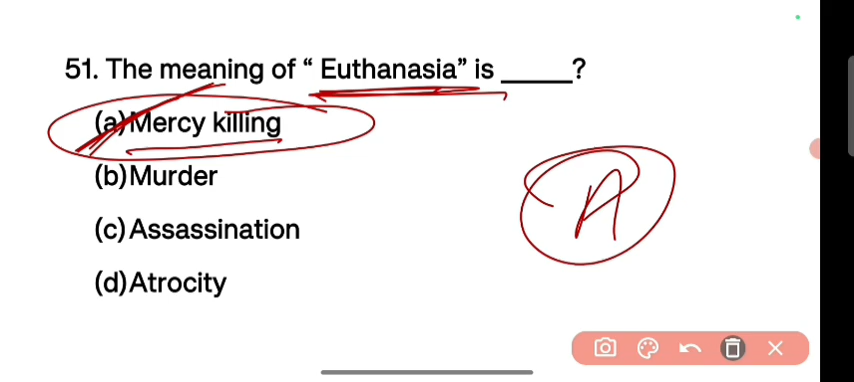 51. The meaning of “ Euthanasia” is _____?
(a)Mercy killing
(b)Murder
A
(c)Assassination
(d)Atrocity